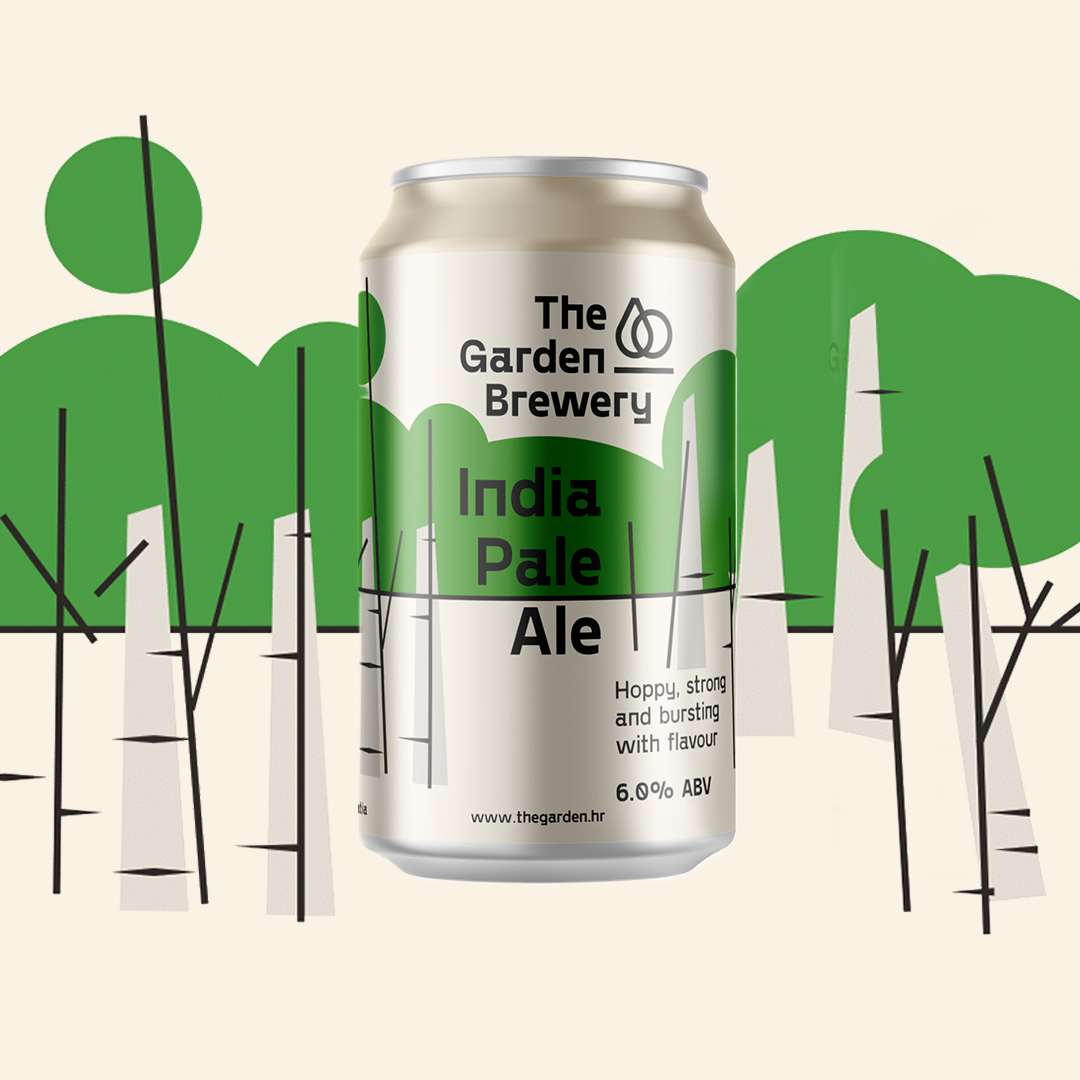 The
Garden
Brewery
India
Pale
Ale
Hoppy, strong
and bursting
with flavour
6.0% ABV
www.thegarden.hr